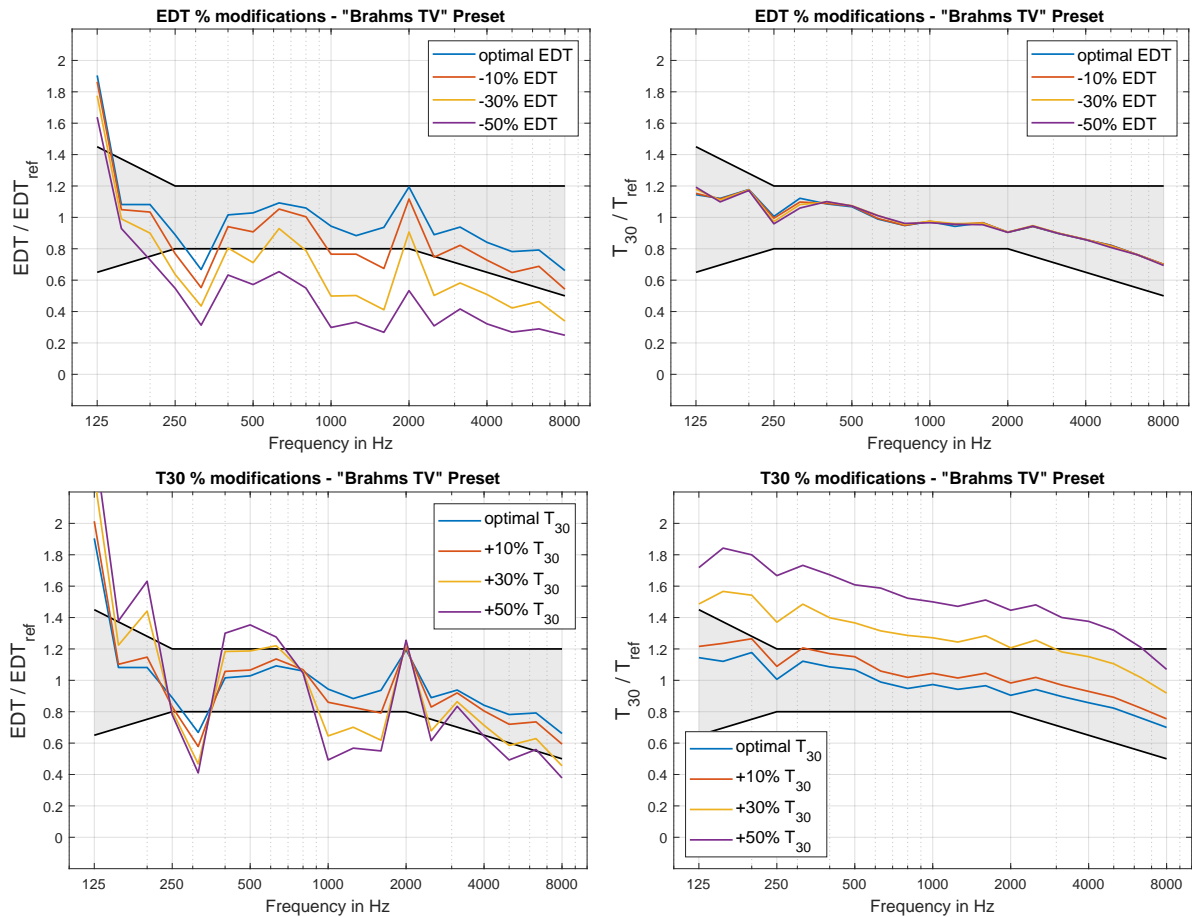 EDT % modifications - "Brahms TV" Preset
EDT / EDT_ref
2
1.8
1.6
1.4
1.2
1
0.8
0.6
0.4
0.2
0
optimal EDT
-10% EDT
-30% EDT
-50% EDT
125 250 500 1000 2000 4000 8000
Frequency in Hz
EDT % modifications - "Brahms TV" Preset
T_30 / T_ref
2
1.8
1.6
1.4
1.2
1
0.8
0.6
0.4
0.2
0
optimal EDT
-10% EDT
-30% EDT
-50% EDT
125 250 500 1000 2000 4000 8000
Frequency in Hz
T30 % modifications - "Brahms TV" Preset
EDT / EDT_ref
2
1.8
1.6
1.4
1.2
1
0.8
0.6
0.4
0.2
0
optimal T_30
+10% T_30
+30% T_30
+50% T_30
125 250 500 1000 2000 4000 8000
Frequency in Hz
T30 % modifications - "Brahms TV" Preset
T_30 / T_ref
2
1.8
1.6
1.4
1.2
1
0.8
0.6
0.4
0.2
0
optimal T_30
+10% T_30
+30% T_30
+50% T_30
125 250 500 1000 2000 4000 8000
Frequency in Hz